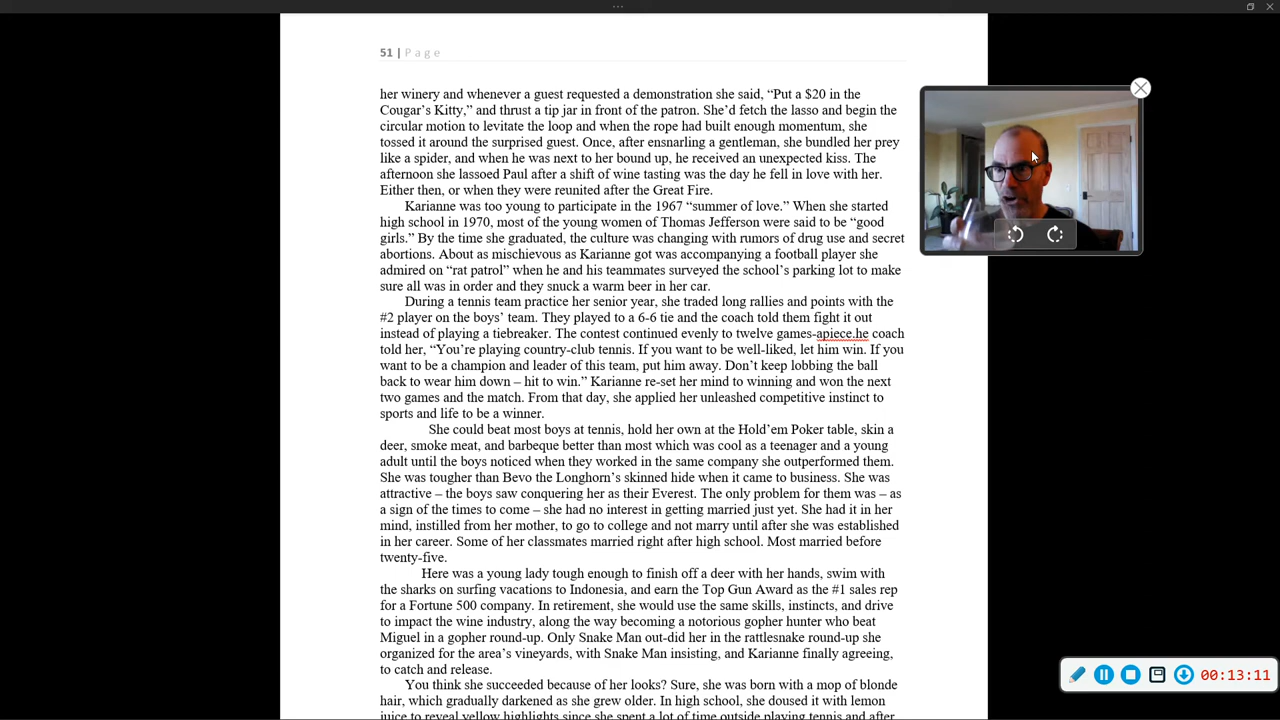 51 | Page
her winery and whenever a guest requested a demonstration she said, “Put a $20 in the
Cougar’s Kitty,” and thrust a tip jar in front of the patron. She’d fetch the lasso and begin the
circular motion to levitate the loop and when the rope had built enough momentum, she
tossed it around the surprised guest. Once, after ensnarling a gentleman, she bundled her prey
like a spider, and when he was next to her bound up, he received an unexpected kiss. The
afternoon she lassoed Paul after a shift of wine tasting was the day he fell in love with her.
Either then, or when they were reunited after the Great Fire.
Karianne was too young to participate in the 1967 “summer of love.” When she started
high school in 1970, most of the young women of Thomas Jefferson were said to be “good
girls.” By the time she graduated, the culture was changing with rumors of drug use and secret
abortions. About as mischievous as Karianne got was accompanying a football player she
admired on “rat patrol” when he and his teammates surveyed the school’s parking lot to make
sure all was in order and they snuck a warm beer in her car.
During a tennis team practice her senior year, she traded long rallies and points with the
#2 player on the boys’ team. They played to a 6-6 tie and the coach told them fight it out
instead of playing a tiebreaker. The contest continued evenly to twelve games-apiece.he coach
told her, “You’re playing country-club tennis. If you want to be well-liked, let him win. If you
want to be a champion and leader of this team, put him away. Don’t keep lobbing the ball
back to wear him down – hit to win.” Karianne re-set her mind to winning and won the next
two games and the match. From that day, she applied her unleashed competitive instinct to
sports and life to be a winner.
She could beat most boys at tennis, hold her own at the Hold’em Poker table, skin a
deer, smoke meat, and barbeque better than most which was cool as a teenager and a young
adult until the boys noticed when they worked in the same company she outperformed them.
She was tougher than Bevo the Longhorn’s skinned hide when it came to business. She was
attractive – the boys saw conquering her as their Everest. The only problem for them was – as
a sign of the times to come – she had no interest in getting married just yet. She had it in her
mind, instilled from her mother, to go to college and not marry until after she was established
in her career. Some of her classmates married right after high school. Most married before
twenty-five.
Here was a young lady tough enough to finish off a deer with her hands, swim with
the sharks on surfing vacations to Indonesia, and earn the Top Gun Award as the #1 sales rep
for a Fortune 500 company. In retirement, she would use the same skills, instincts, and drive
to impact the wine industry, along the way becoming a notorious gopher hunter who beat
Miguel in a gopher round-up. Only Snake Man out-did her in the rattlesnake round-up she
organized for the area’s vineyards, with Snake Man insisting, and Karianne finally agreeing,
to catch and release.
You think she succeeded because of her looks? Sure, she was born with a mop of blonde
hair, which gradually darkened as she grew older. In high school, she doused it with lemon
juice to reveal yellow highlights since she spent a lot of time outside playing tennis and after
00:13:11